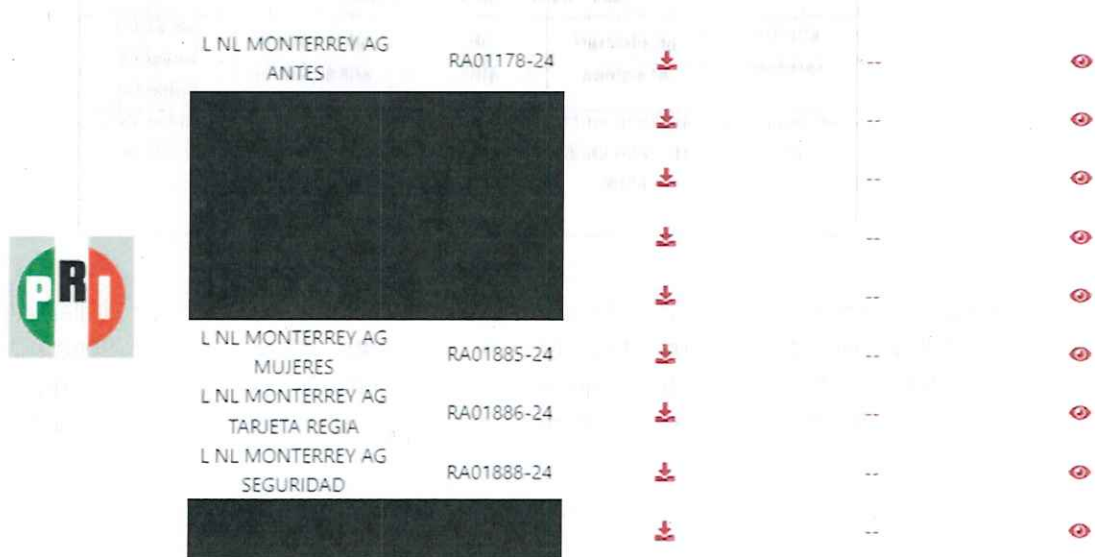 L NL MONTERREY AG
ANTES
RA01178-24
--
--
--
--
--
PRI
L NL MONTERREY AG
MUJERES
RA01885-24
--
L NL MONTERREY AG
TARJETA REGIA
RA01886-24
--
L NL MONTERREY AG
SEGURIDAD
RA01888-24
--
--